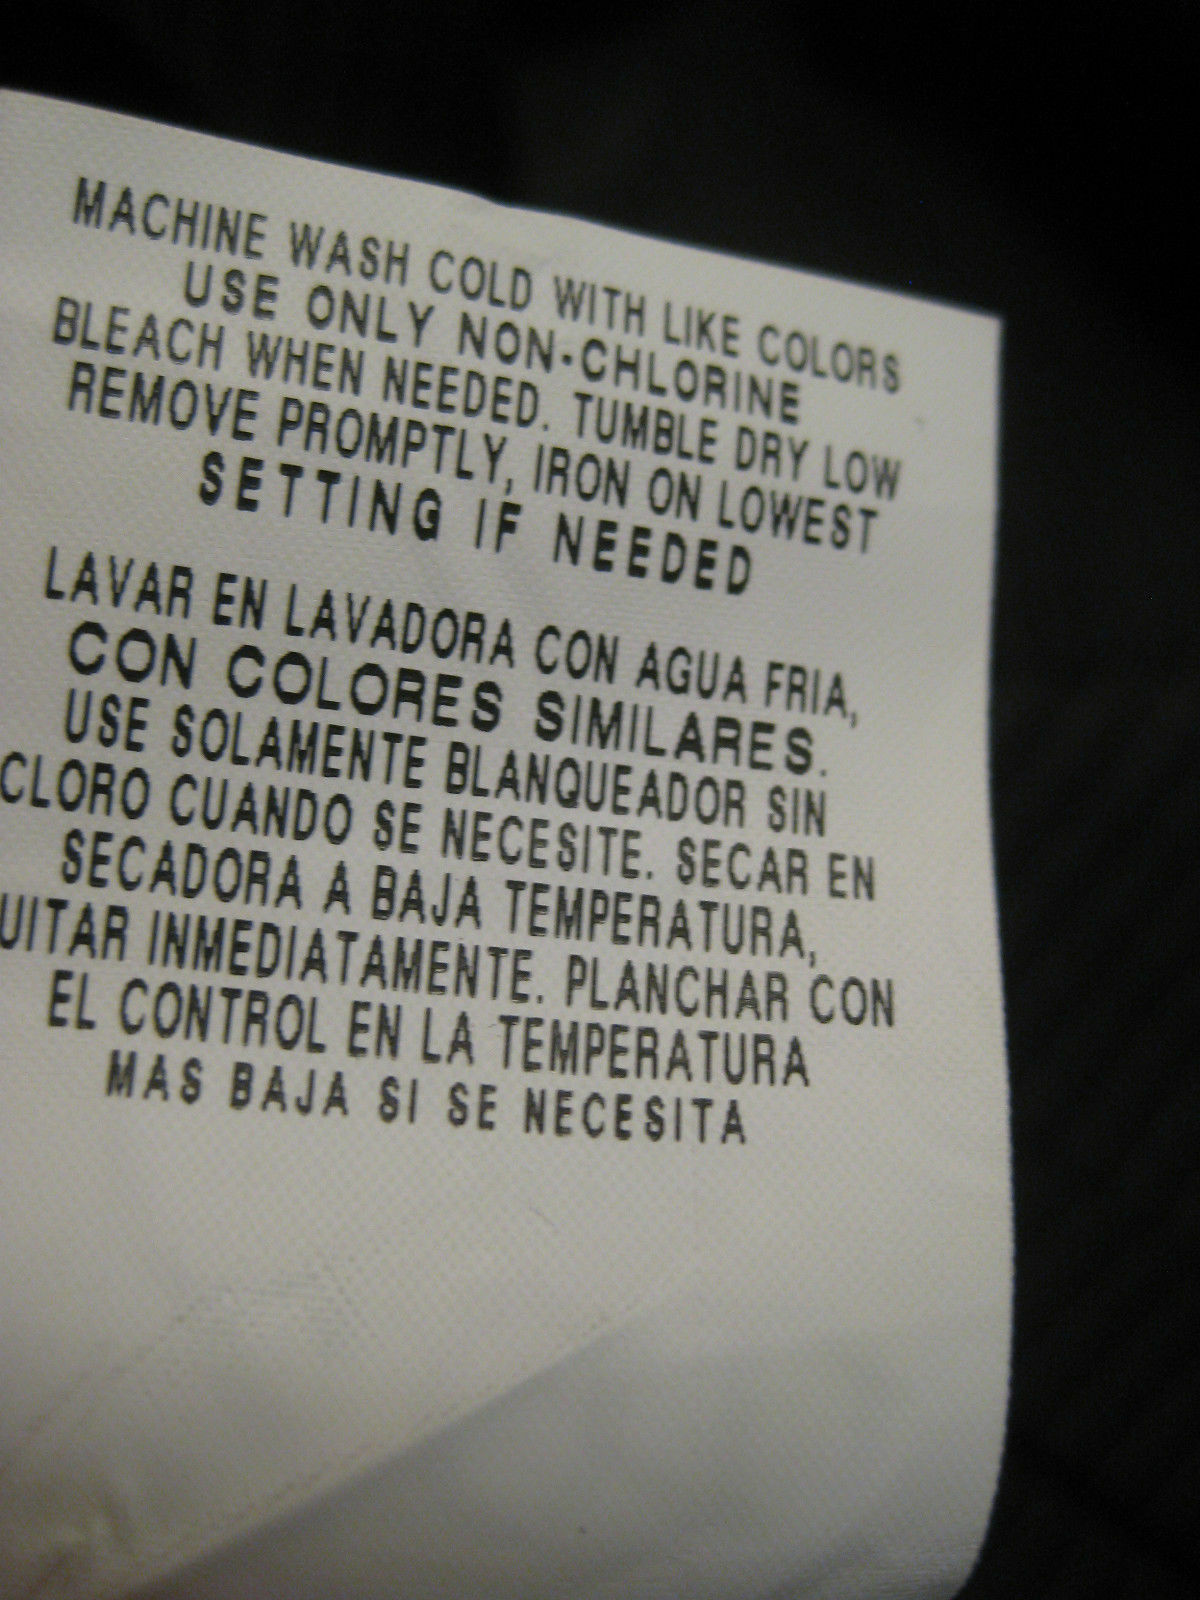 MACHINE WASH COLD WITH LIKE COLORS
USE ONLY NON-CHLORINE
BLEACH WHEN NEEDED. TUMBLE DRY LOW
REMOVE PROMPTLY, IRON ON LOWEST
SETTING IF NEEDED
LAVAR EN LAVADORA CON AGUA FRIA,
CON COLORES SIMILARES.
USE SOLAMENTE BLANQUEADOR SIN
CLORO CUANDO SE NECESITE. SECAR EN
SECADORA A BAJA TEMPERATURA,
UITAR INMEDIATAMENTE. PLANCHAR CON
EL CONTROL EN LA TEMPERATURA
MAS BAJA SI SE NECESITA